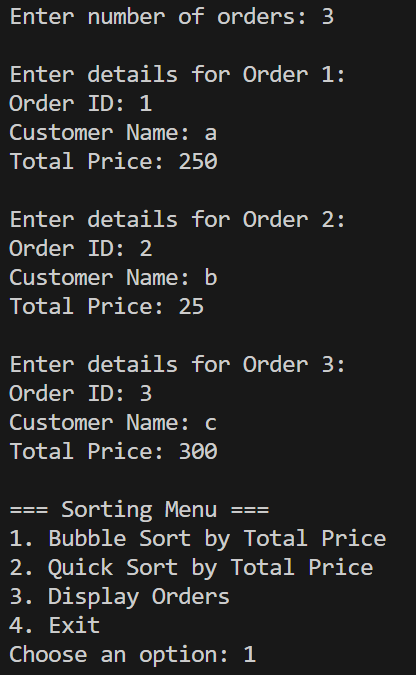 Enter number of orders: 3
Enter details for Order 1:
Order ID: 1
Customer Name: a
Total Price: 250
Enter details for Order 2:
Order ID: 2
Customer Name: b
Total Price: 25
Enter details for Order 3:
Order ID: 3
Customer Name: c
Total Price: 300
=== Sorting Menu ===
1. Bubble Sort by Total Price
2. Quick Sort by Total Price
3. Display Orders
4. Exit
Choose an option: 1